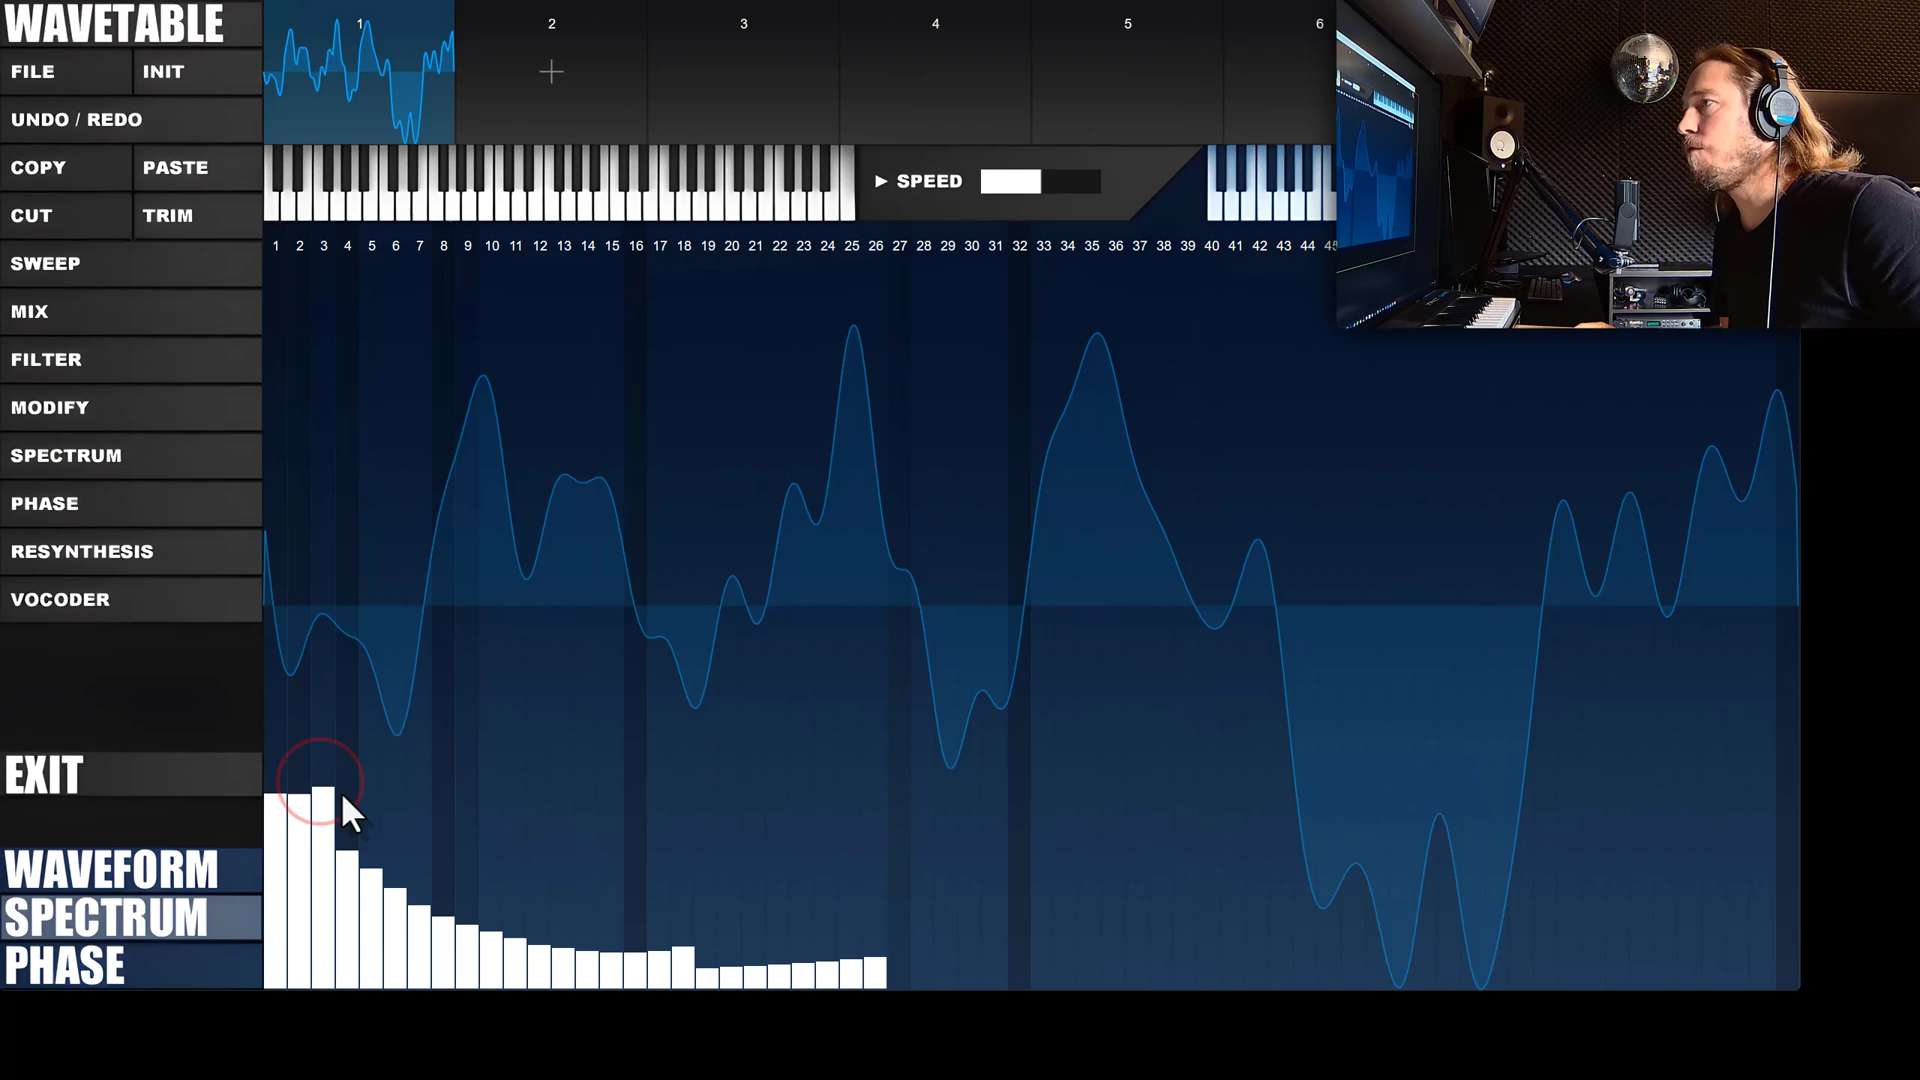 WAVETABLE
FILE INIT
UNDO / REDO
COPY PASTE
CUT TRIM
SWEEP
MIX
FILTER
MODIFY
SPECTRUM
PHASE
RESYNTHESIS
VOCODER
EXIT
WAVEFORM
SPECTRUM
PHASE
1 2 3 4 5 6
▶ SPEED
1 2 3 4 5 6 7 8 9 10 11 12 13 14 15 16 17 18 19 20 21 22 23 24 25 26 27 28 29 30 31 32 33 34 35 36 37 38 39 40 41 42 43 44 45